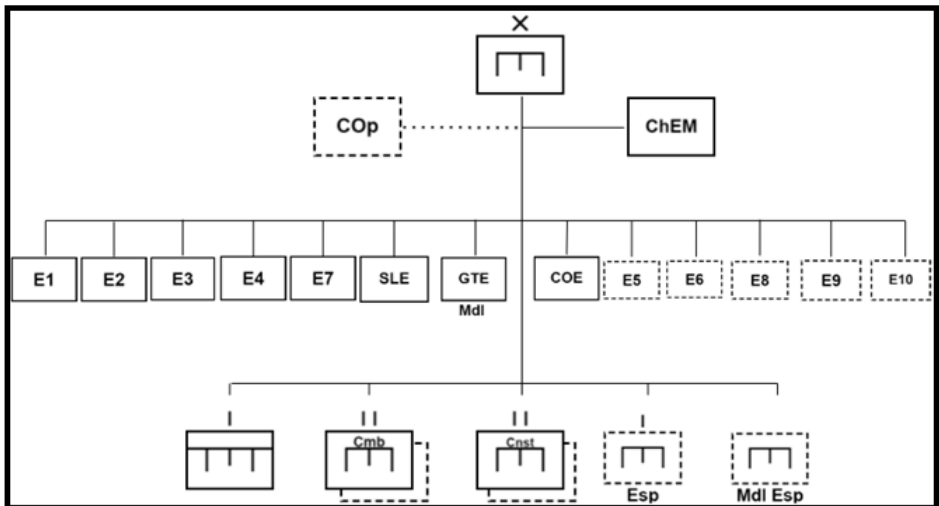 X
COp
ChEM
E1 E2 E3 E4 E7 SLE GTE COE E5 E6 E8 E9 E10
Mdl
I II II I
Cmb Cnst
Esp Mdl Esp